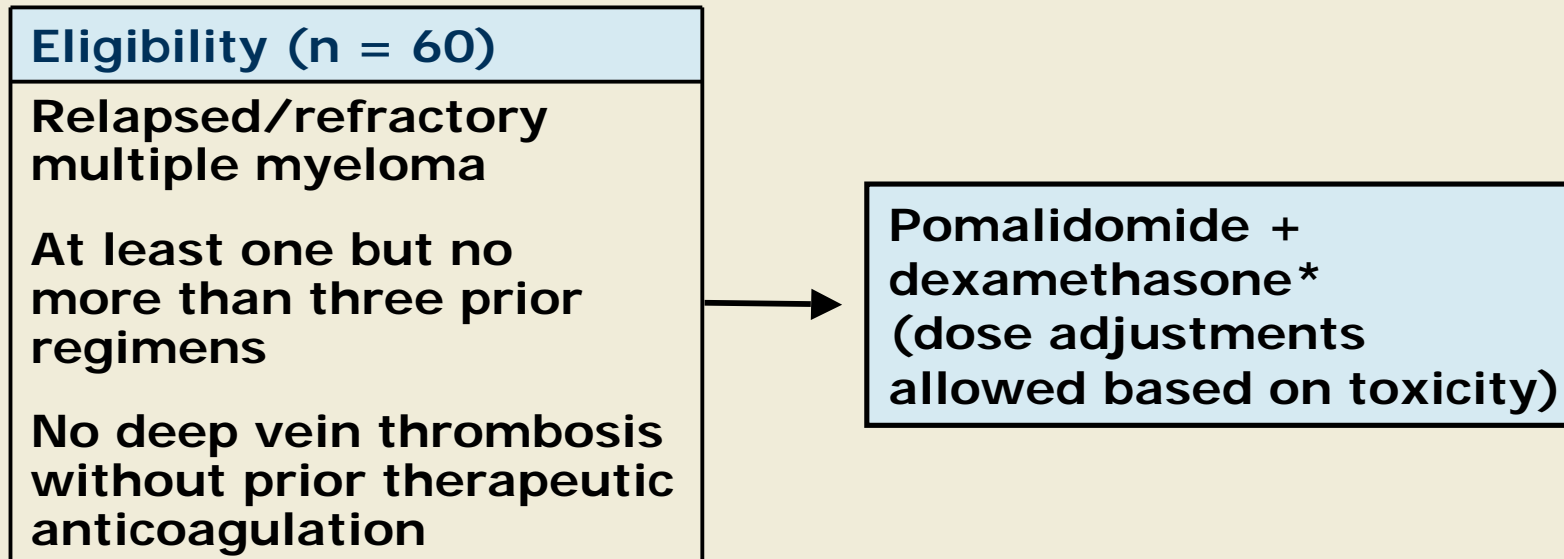 Eligibility (n = 60)
Relapsed/refractory
multiple myeloma
At least one but no
more than three prior
regimens
No deep vein thrombosis
without prior therapeutic
anticoagulation
Pomalidomide +
dexamethasone*
(dose adjustments
allowed based on toxicity)